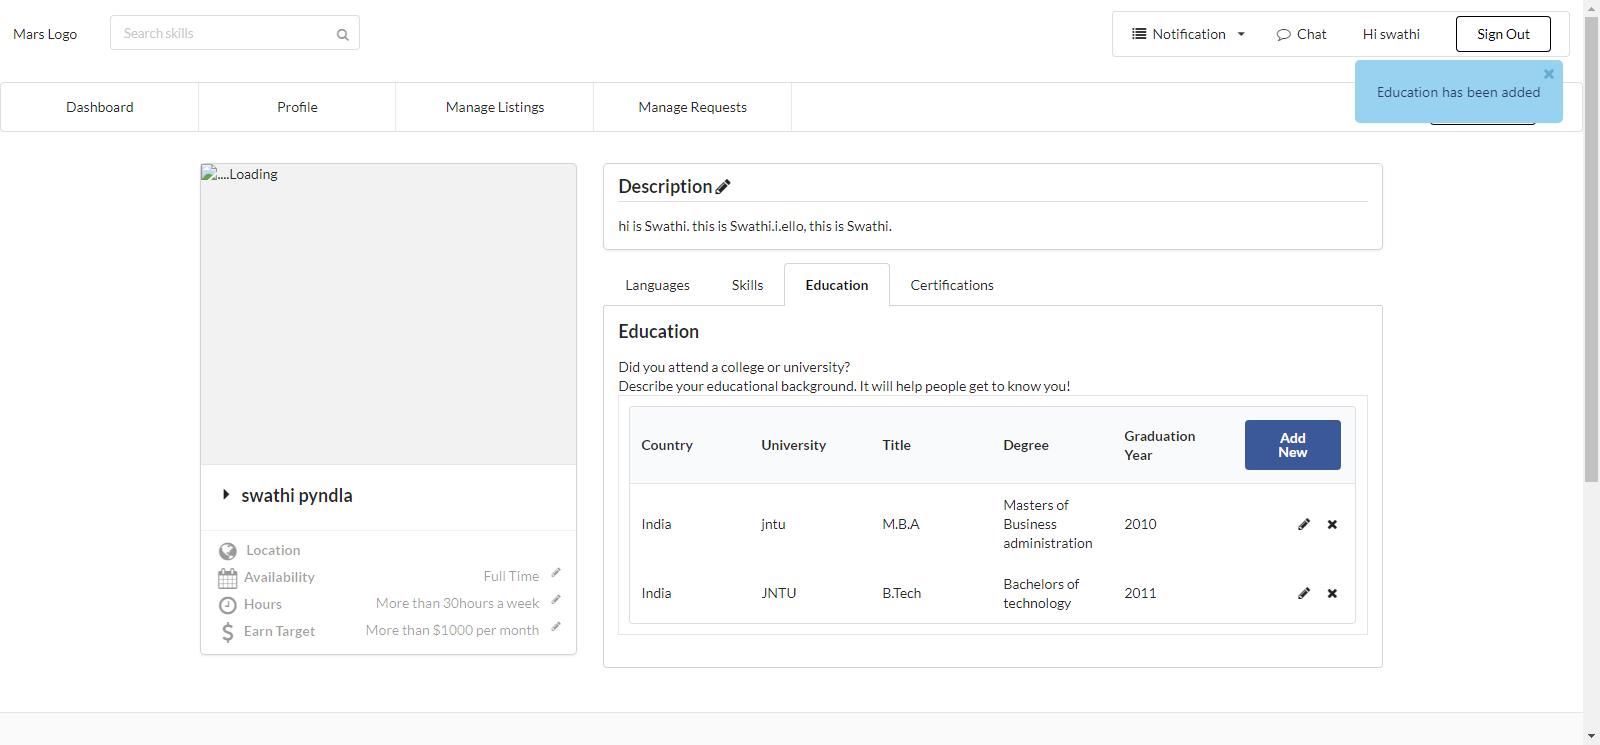 Mars Logo
Search skills
Notification
Chat
Hi swathi
Sign Out
Education has been added
Dashboard
Profile
Manage Listings
Manage Requests
....Loading
swathi pyndla
Location
Availability
Full Time
Hours
More than 30hours a week
Earn Target
More than $1000 per month
Description
hi is Swathi. this is Swathi.i.ello, this is Swathi.
Languages
Skills
Education
Certifications
Education
Did you attend a college or university?
Describe your educational background. It will help people get to know you!
Country
University
Title
Degree
Graduation
Year
Add
New
India
jntu
M.B.A
Masters of
Business
administration
2010
India
JNTU
B.Tech
Bachelors of
technology
2011